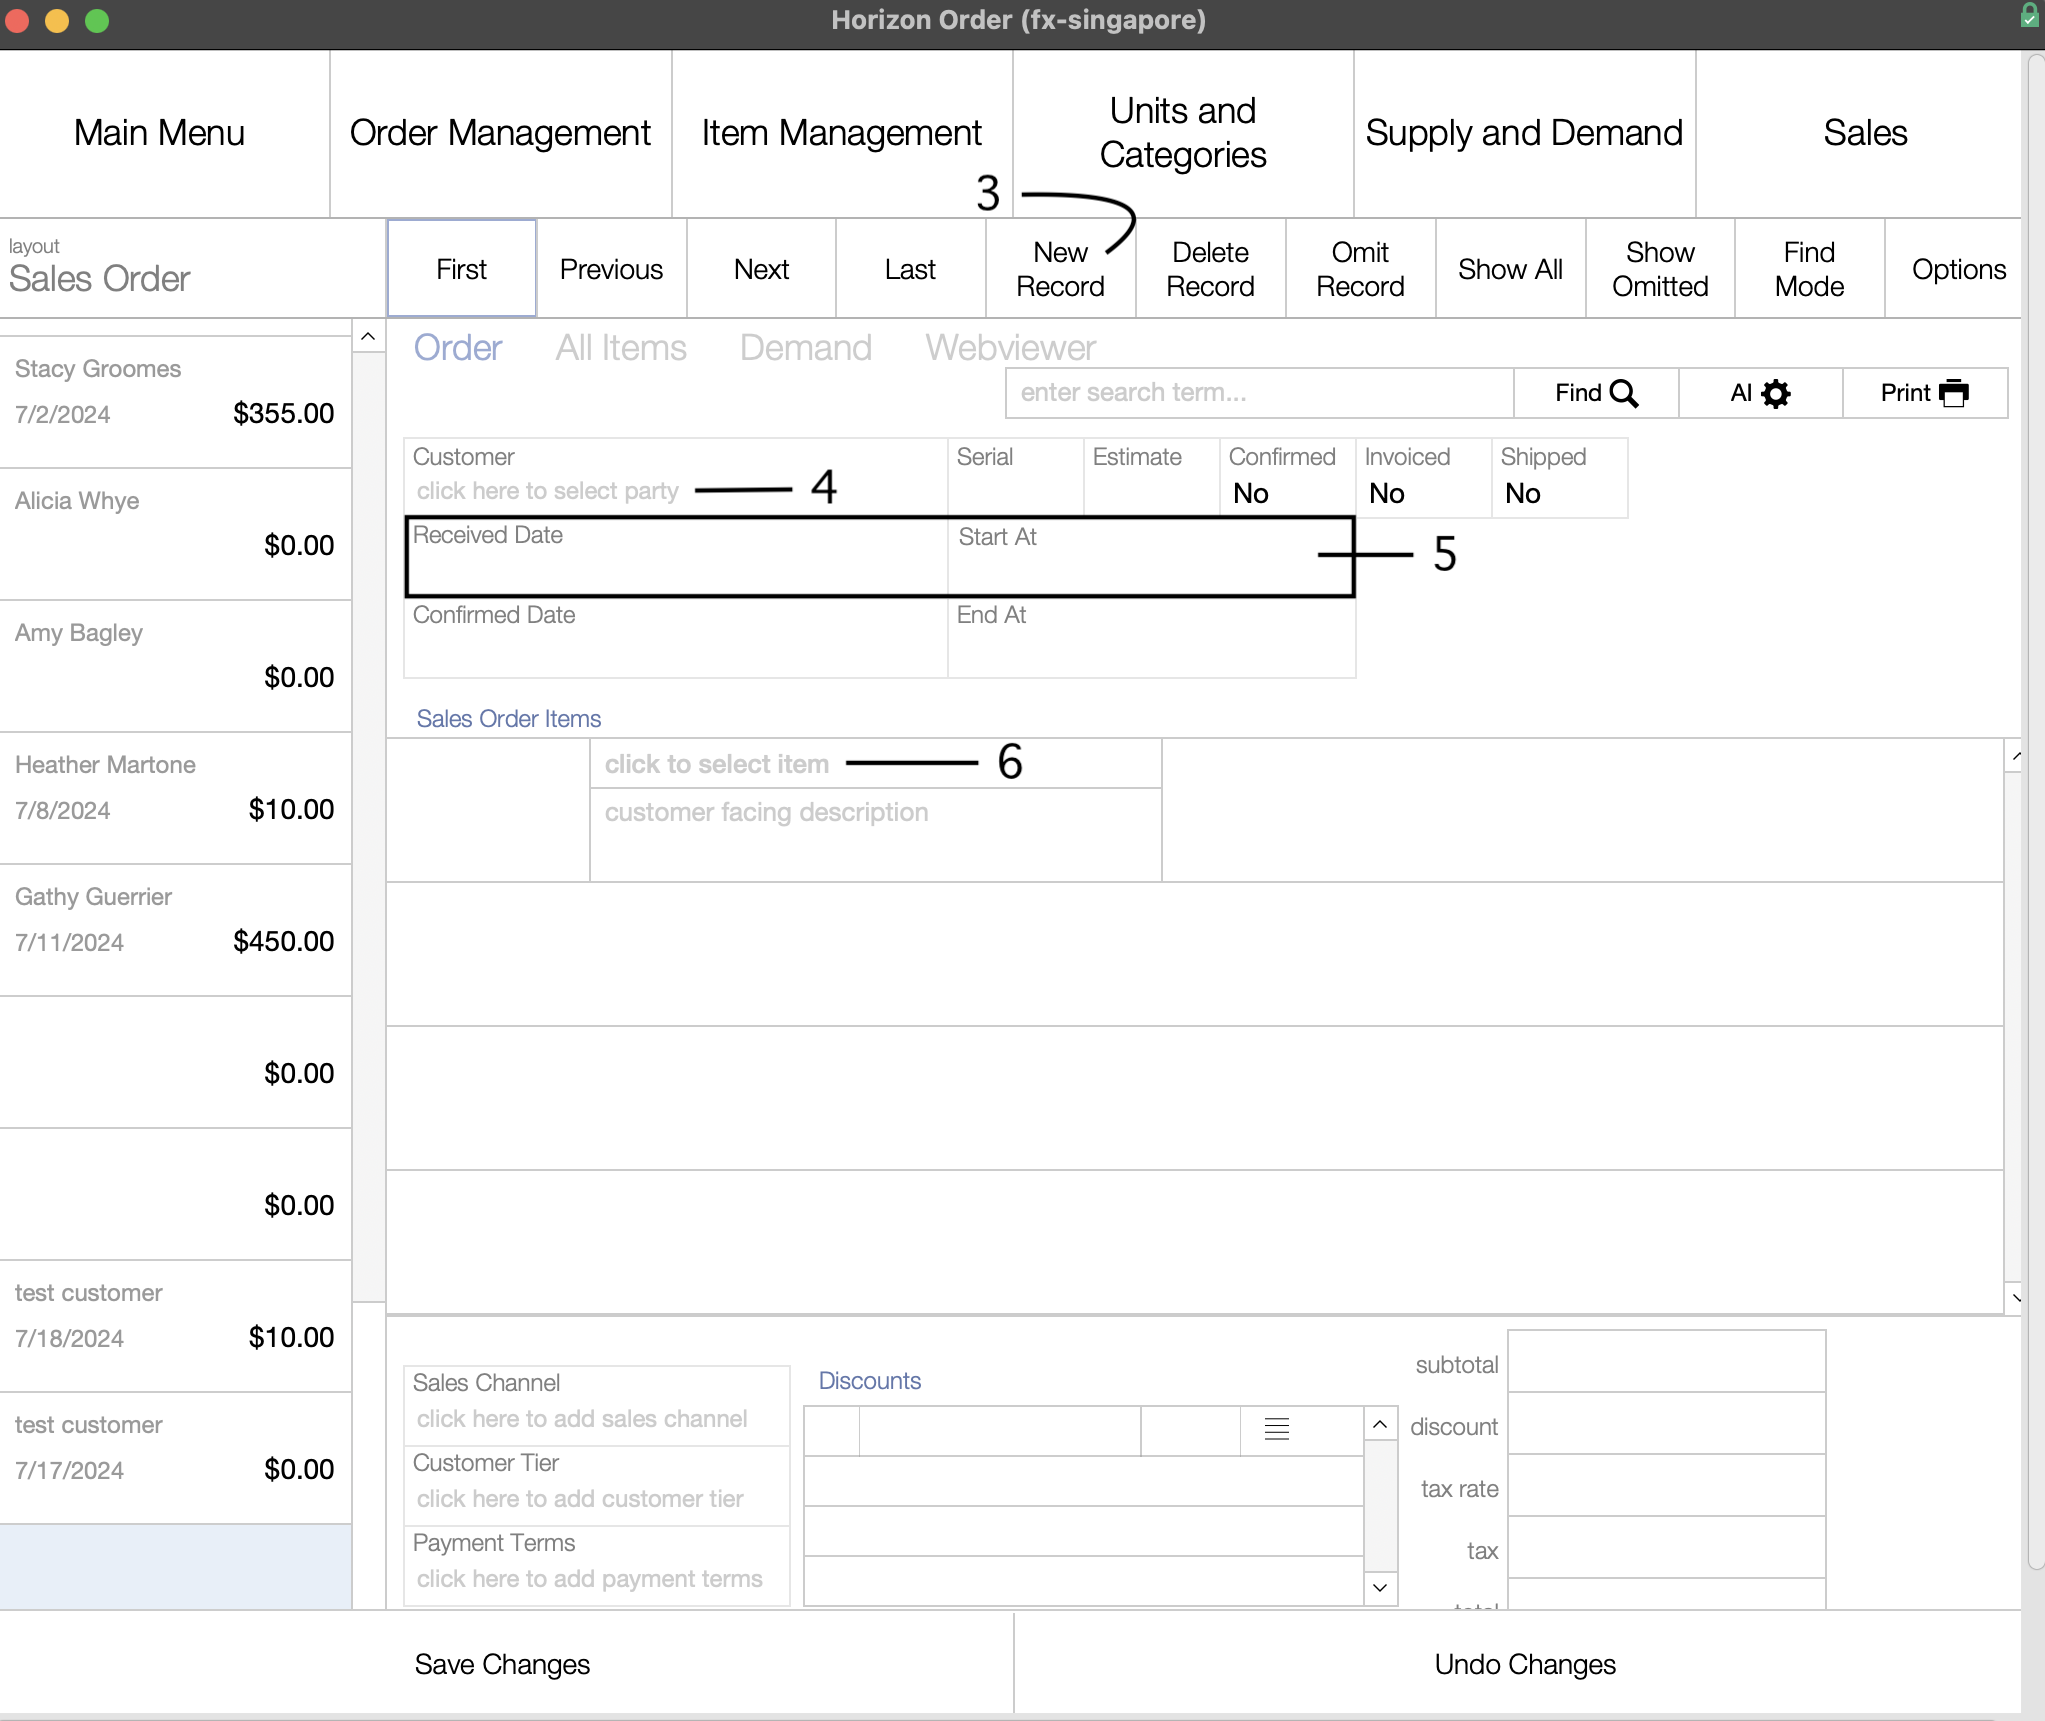 Horizon Order (fx-singapore)
Main Menu
Order Management
Item Management
Units and
Categories
Supply and Demand
Sales
3
layout
Sales Order
First
Previous
Next
Last
New
Record
Delete
Record
Omit
Record
Show All
Show
Omitted
Find
Mode
Options
Stacy Groomes
7/2/2024 $355.00
Alicia Whye
$0.00
Amy Bagley
$0.00
Heather Martone
7/8/2024 $10.00
Gathy Guerrier
7/11/2024 $450.00
$0.00
$0.00
test customer
7/18/2024 $10.00
test customer
7/17/2024 $0.00
Order All Items Demand Webviewer
enter search term...
Find
AI
Print
Customer
click here to select party
4
Serial
Estimate
Confirmed
No
Invoiced
No
Shipped
No
Received Date
Start At
5
Confirmed Date
End At
Sales Order Items
click to select item
6
customer facing description
Sales Channel
click here to add sales channel
Customer Tier
click here to add customer tier
Payment Terms
click here to add payment terms
Discounts
subtotal
discount
tax rate
tax
total
Save Changes
Undo Changes